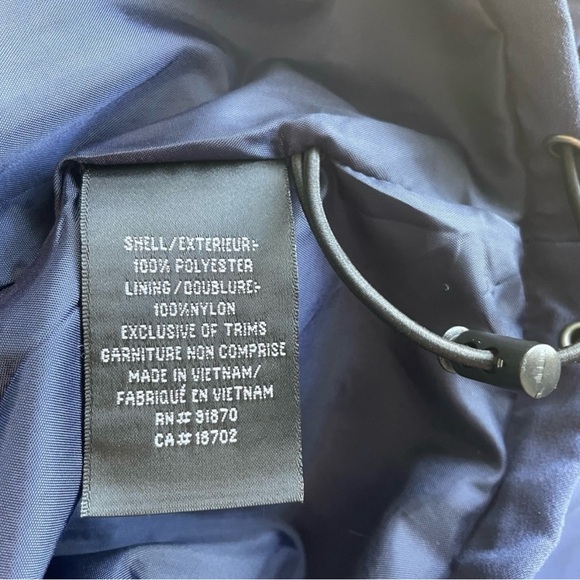 SHELL/EXTERIEUR:-
100% POLYESTER
LINING/DOUBLURE:-
100%NYLON
EXCLUSIVE OF TRIMS
GARNITURE NON COMPRISE
MADE IN VIETNAM/
FABRIQUÉ EN VIETNAM
RN# 91870
CA# 18702